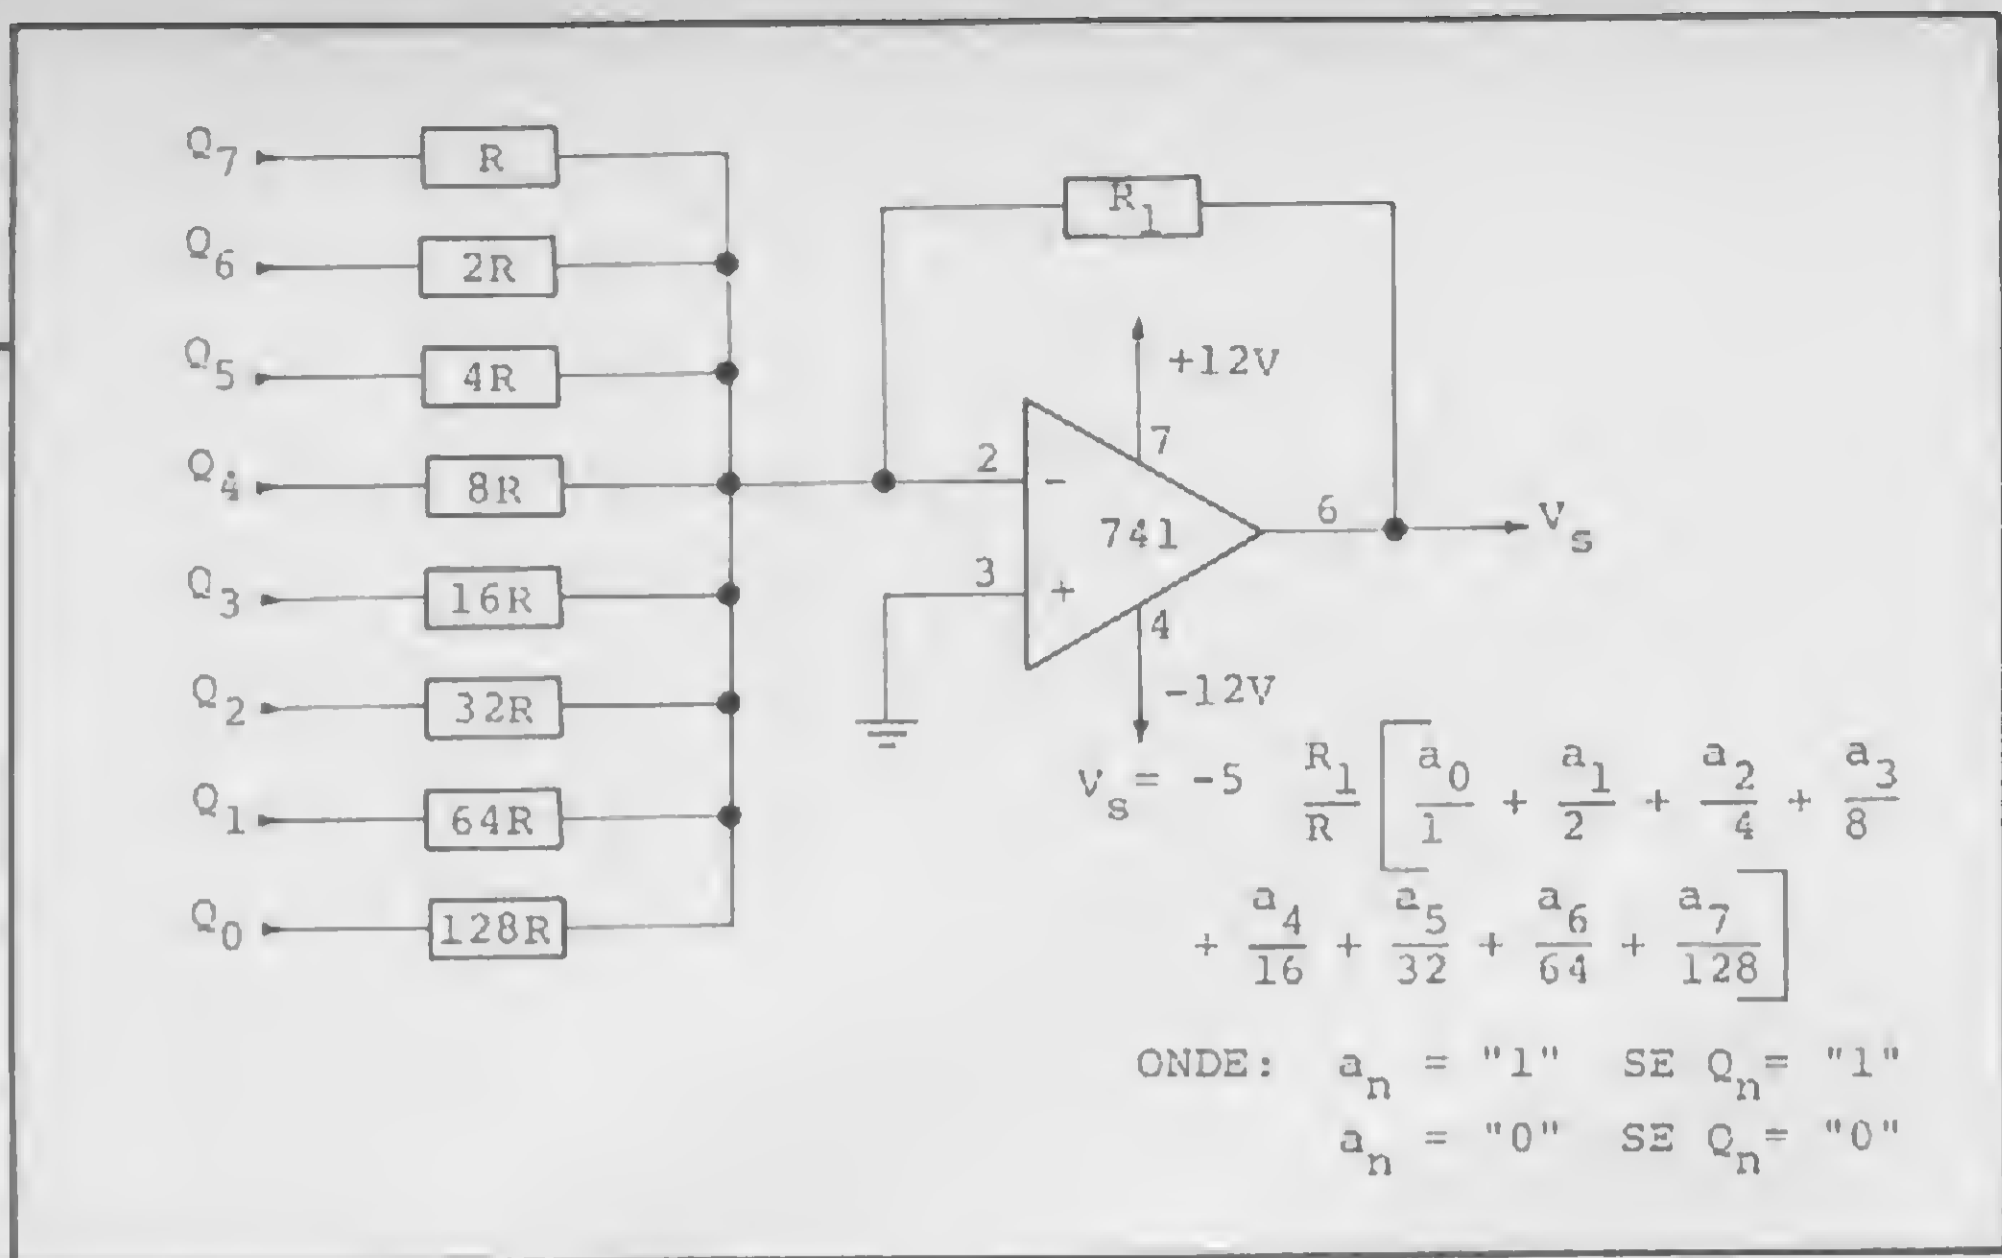 Q7 R
Q6 2R
Q5 4R
Q4 8R
Q3 16R
Q2 32R
Q1 64R
Q0 128R
R1
+12V
7
2
-
741
6
Vs
3
+
4
-12V
Vs = -5 R1/R [ a0/1 + a1/2 + a2/4 + a3/8
+ a4/16 + a5/32 + a6/64 + a7/128 ]
ONDE: an = "1" SE Qn = "1"
an = "0" SE Qn = "0"